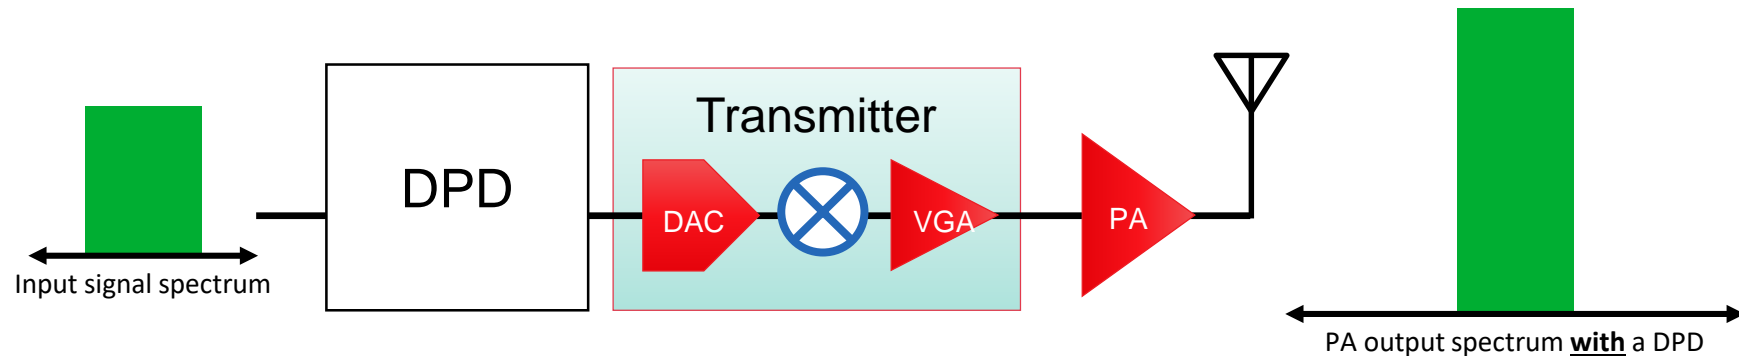 Transmitter
DPD
DAC
VGA
PA
Input signal spectrum
PA output spectrum with a DPD